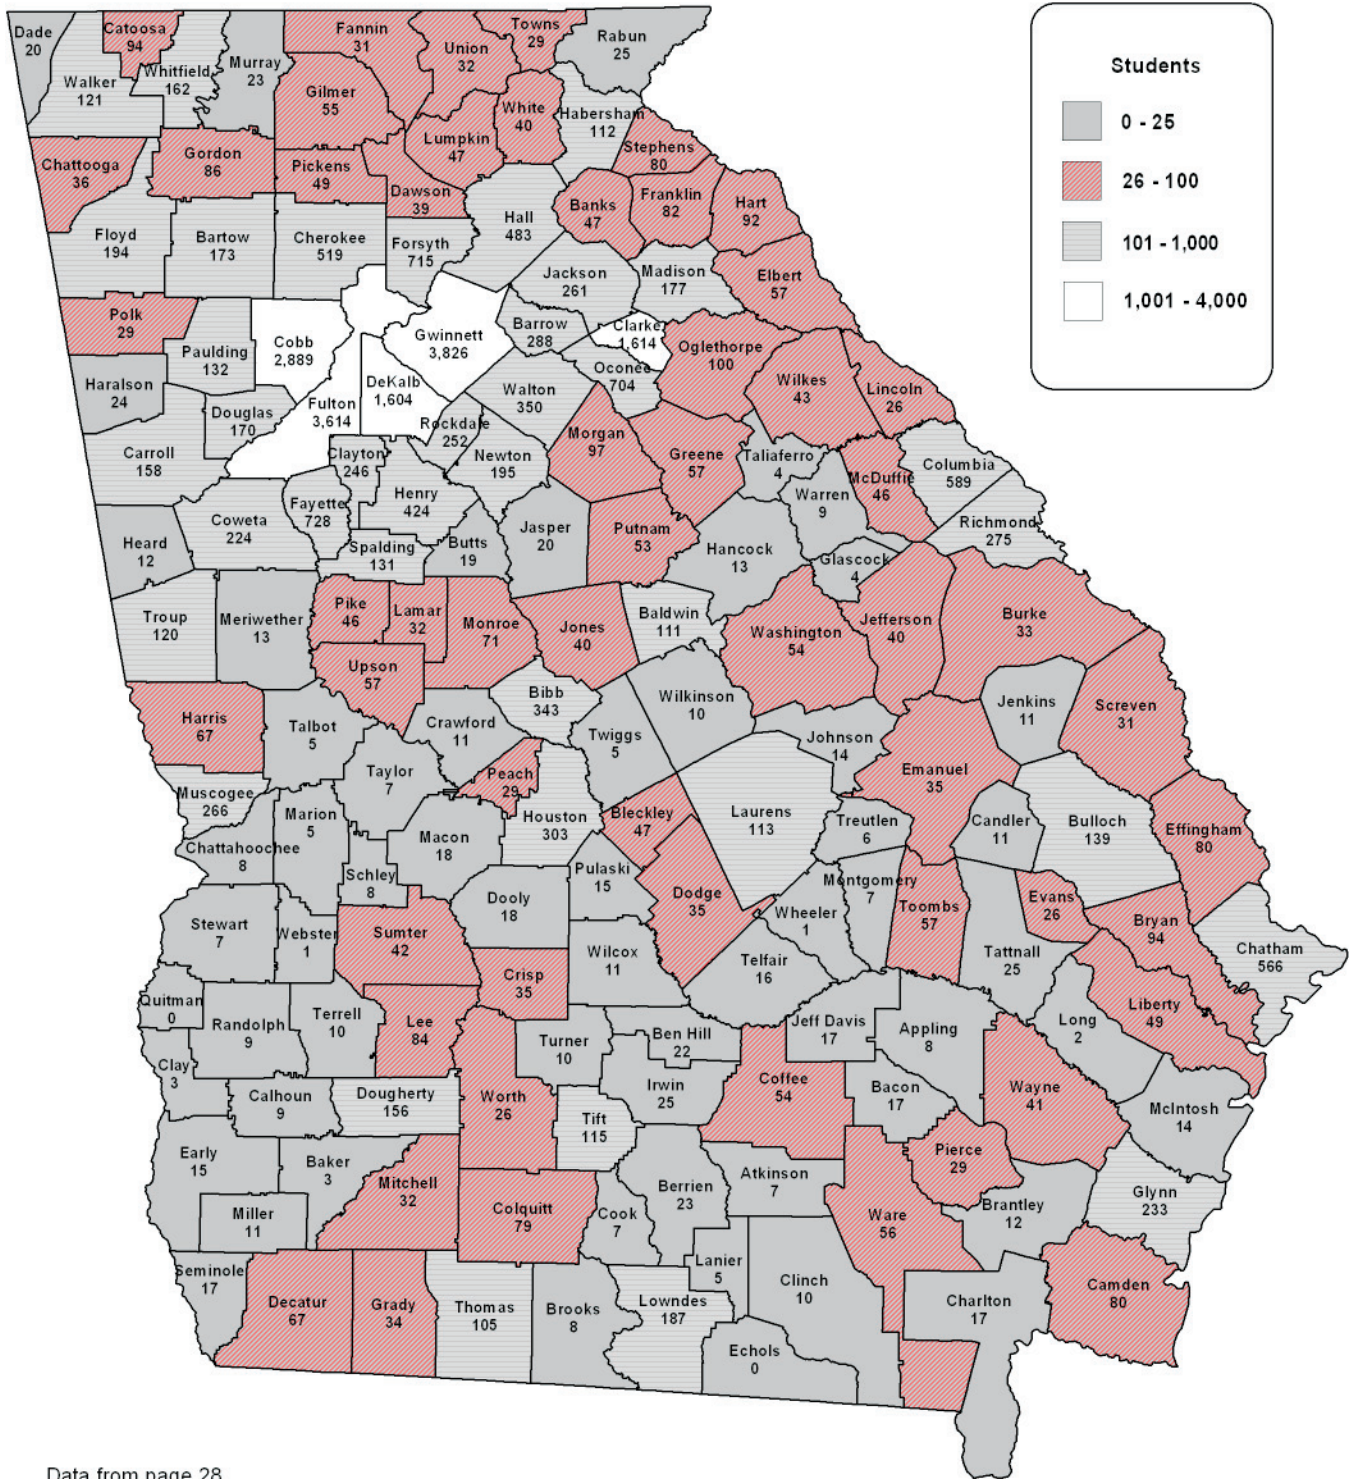 Students
0 - 25
26 - 100
101 - 1,000
1,001 - 4,000
Dade
20
Catoosa
94
Walker
121
Whitfield
162
Murray
23
Fannin
31
Gilmer
55
Union
32
Towns
29
Rabun
25
White
40
Lumpkin
47
Habersham
112
Stephens
80
Chattooga
36
Gordon
86
Pickens
49
Dawson
39
Banks
47
Franklin
82
Hart
92
Floyd
194
Bartow
173
Cherokee
519
Forsyth
715
Hall
483
Jackson
261
Madison
177
Elbert
57
Polk
29
Paulding
132
Cobb
2,889
Gwinnett
3,826
Barrow
288
Clarke
1,614
Oglethorpe
100
Wilkes
43
Lincoln
26
Haralson
24
Douglas
170
Fulton
3,614
DeKalb
1,604
Rockdale
252
Walton
350
Oconee
704
Morgan
97
Greene
57
Taliaferro
4
McDuffie
46
Columbia
589
Carroll
158
Clayton
246
Henry
424
Newton
195
Warren
9
Richmond
275
Heard
12
Coweta
224
Fayette
728
Spalding
131
Butts
19
Jasper
20
Putnam
53
Hancock
13
Glascock
4
Troup
120
Meriwether
13
Pike
46
Lamar
32
Monroe
71
Jones
40
Baldwin
111
Washington
54
Jefferson
40
Burke
33
Upson
57
Harris
67
Talbot
5
Crawford
11
Bibb
343
Twiggs
5
Wilkinson
10
Johnson
14
Jenkins
11
Screven
31
Muscogee
266
Taylor
7
Peach
29
Houston
303
Bleckley
47
Laurens
113
Emanuel
35
Treutlen
6
Candler
11
Bulloch
139
Effingham
80
Marion
5
Chattahoochee
8
Schley
8
Macon
18
Pulaski
15
Dodge
35
Montgomery
7
Toombs
57
Evans
26
Bryan
94
Chatham
566
Stewart
7
Webster
1
Sumter
42
Dooly
18
Wilcox
11
Wheeler
1
Telfair
16
Tattnall
25
Liberty
49
Quitman
0
Randolph
9
Terrell
10
Lee
84
Crisp
35
Turner
10
Ben Hill
22
Jeff Davis
17
Appling
8
Long
2
Clay
3
Calhoun
9
Dougherty
156
Worth
26
Tift
115
Irwin
25
Coffee
54
Bacon
17
Wayne
41
McIntosh
14
Early
15
Baker
3
Mitchell
32
Colquitt
79
Cook
7
Berrien
23
Atkinson
7
Pierce
29
Ware
56
Brantley
12
Glynn
233
Miller
11
Seminole
17
Decatur
67
Grady
34
Thomas
105
Brooks
8
Lowndes
187
Lanier
5
Clinch
10
Echols
0
Charlton
17
Camden
80
Data from page 28